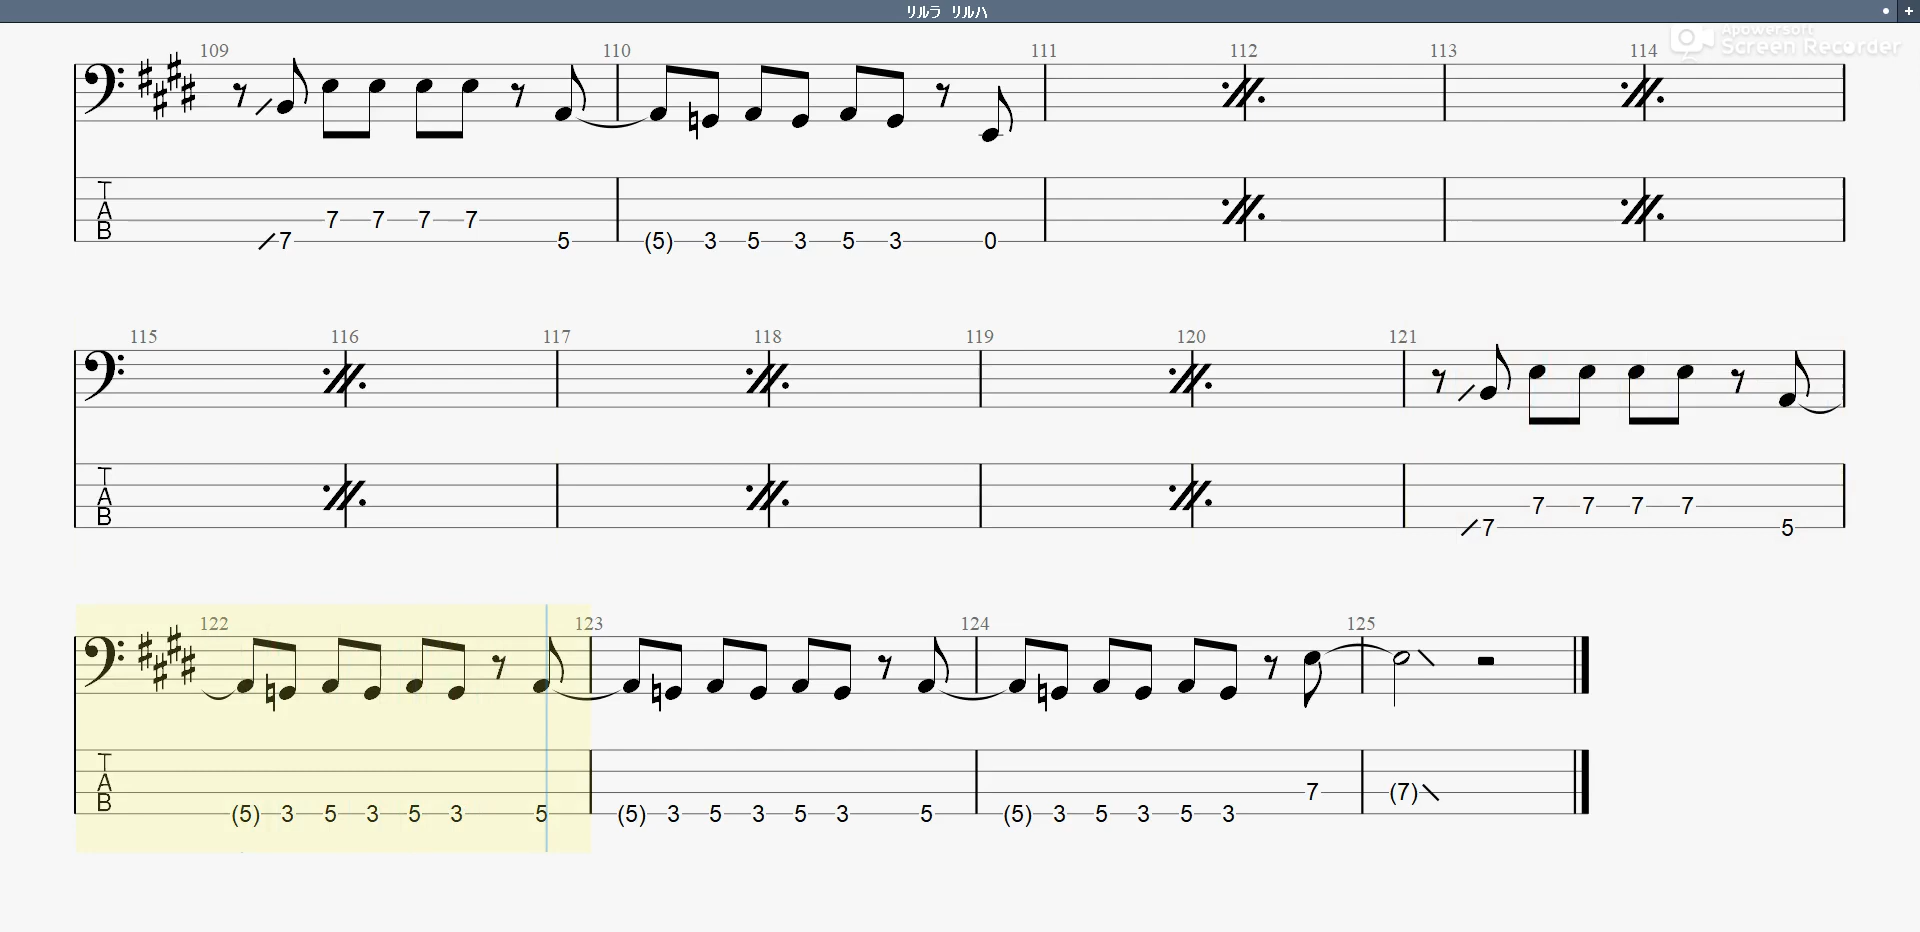 リルラ リルハ
Apowersoft
Screen Recorder
109 110 111 112 113 114
T
A
B
7 7 7 7
7 5 (5) 3 5 3 5 3 0
115 116 117 118 119 120 121
T
A
B
7 7 7 7
7 5
122 123 124 125
T
A
B
7 (7)
(5) 3 5 3 5 3 5 (5) 3 5 3 5 3 5 (5) 3 5 3 5 3